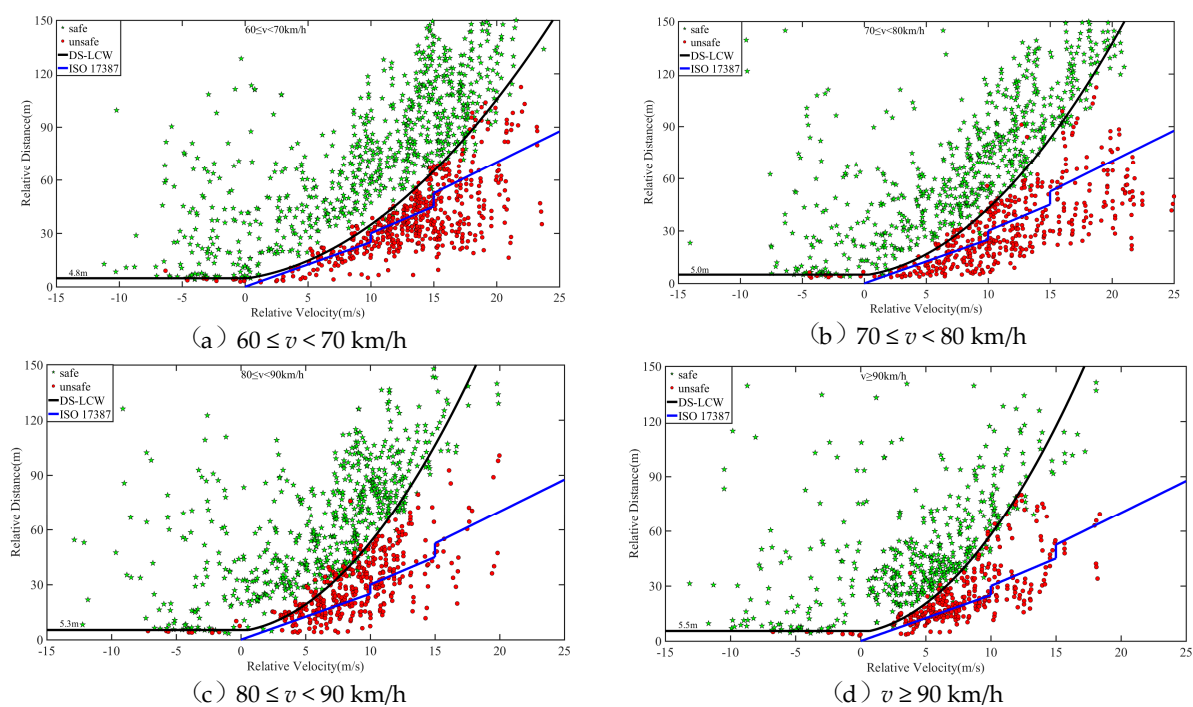 60≤v<70km/h
safe
unsafe
DS-LCW
ISO 17387
Relative Distance(m)
150
120
90
60
30
0
4.8m
-15 -10 -5 0 5 10 15 20 25
Relative Velocity(m/s)
(a) 60 ≤ v < 70 km/h
70≤v<80km/h
safe
unsafe
DS-LCW
ISO 17387
Relative Distance(m)
150
120
90
60
30
0
5.0m
-15 -10 -5 0 5 10 15 20 25
Relative Velocity(m/s)
(b) 70 ≤ v < 80 km/h
80≤v<90km/h
safe
unsafe
DS-LCW
ISO 17387
Relative Distance(m)
150
120
90
60
30
0
5.3m
-15 -10 -5 0 5 10 15 20 25
Relative Velocity(m/s)
(c) 80 ≤ v < 90 km/h
v≥90km/h
safe
unsafe
DS-LCW
ISO 17387
Relative Distance(m)
150
120
90
60
30
0
5.5m
-15 -10 -5 0 5 10 15 20 25
Relative Velocity(m/s)
(d) v ≥ 90 km/h